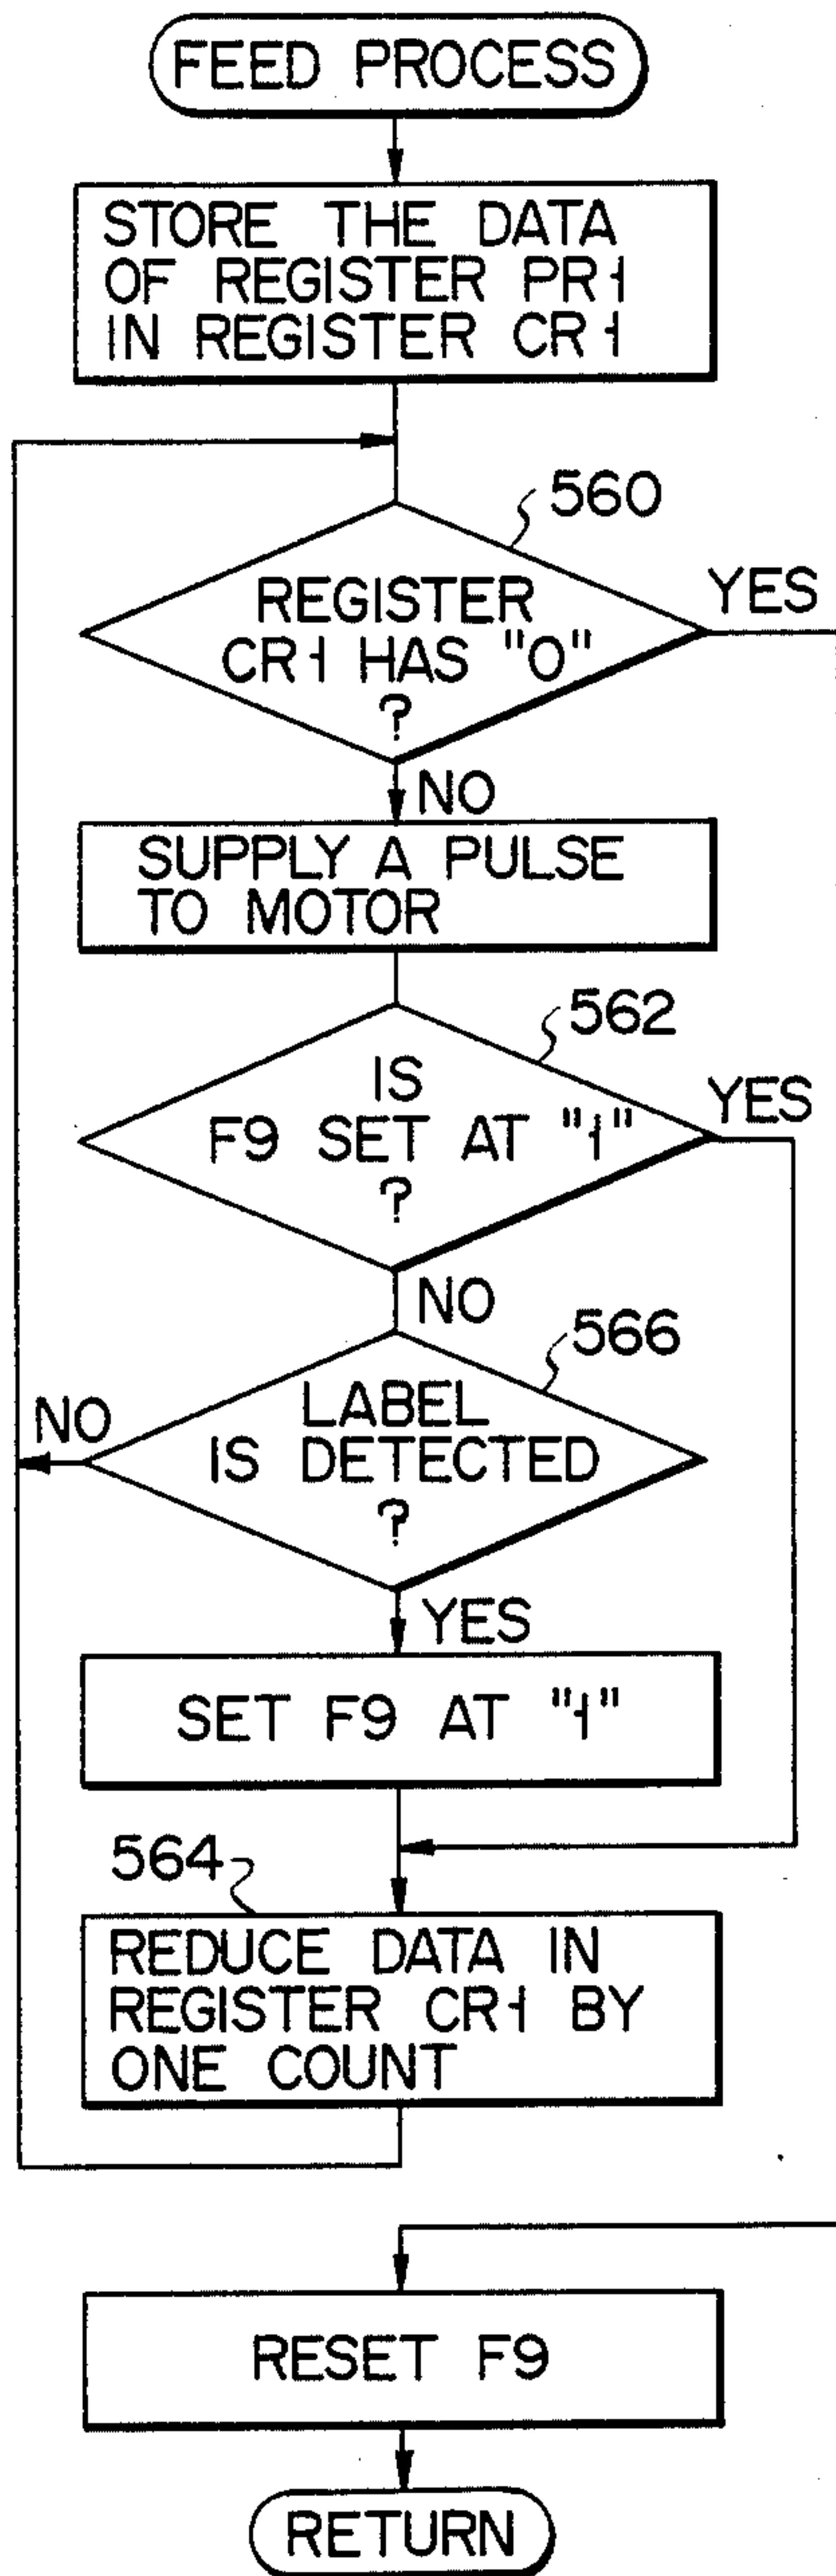 FEED PROCESS
STORE THE DATA
OF REGISTER PR1
IN REGISTER CR1
560
REGISTER
CR1 HAS "0"
?
YES
NO
SUPPLY A PULSE
TO MOTOR
562
IS
F9 SET AT "1"
?
YES
NO
566
LABEL
IS DETECTED
?
NO
YES
SET F9 AT "1"
564
REDUCE DATA IN
REGISTER CR1 BY
ONE COUNT
RESET F9
RETURN